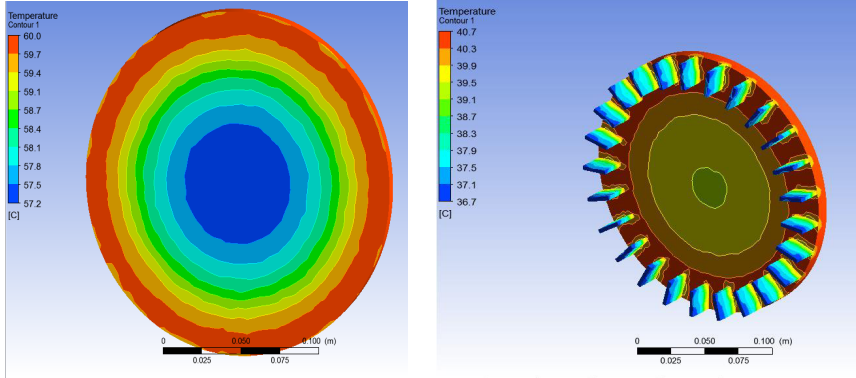 Temperature
Contour 1
60.0
59.7
59.4
59.1
58.7
58.4
58.1
57.8
57.5
57.2
[C]
0 0.050 0.100 (m)
0.025 0.075
Temperature
Contour 1
40.7
40.3
39.9
39.5
39.1
38.7
38.3
37.9
37.5
37.1
36.7
[C]
0 0.050 0.100 (m)
0.025 0.075